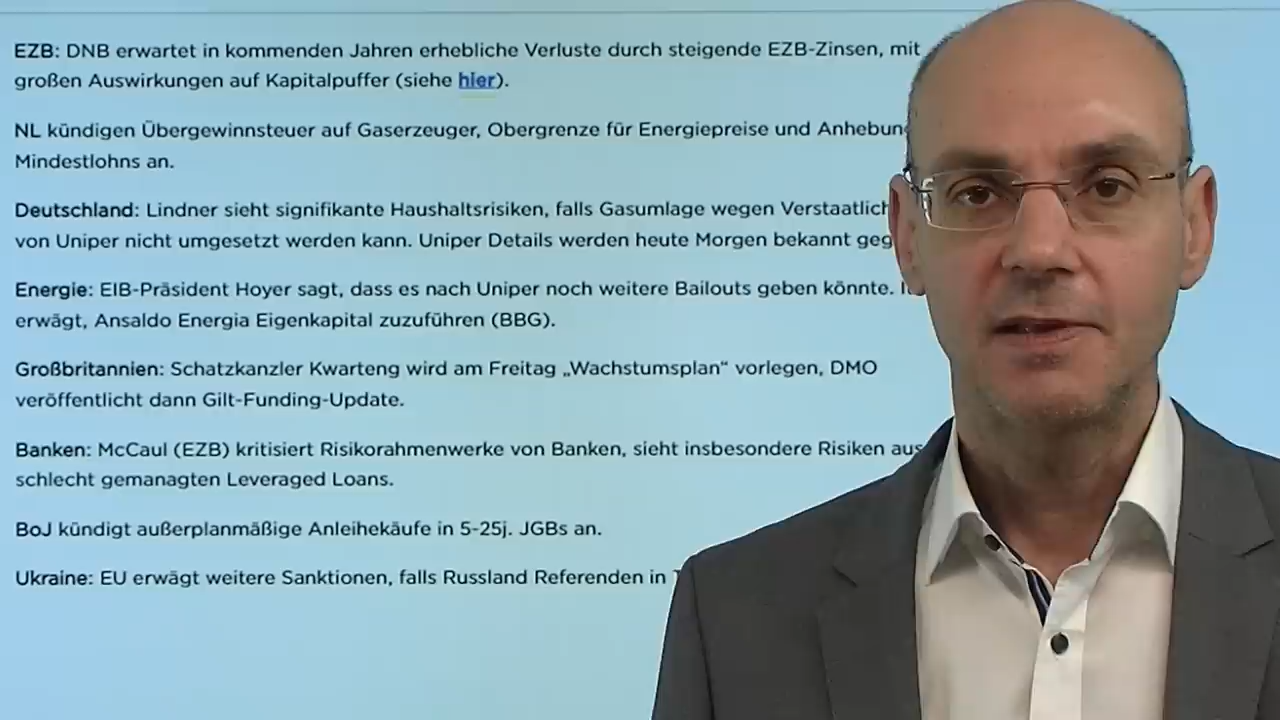 EZB: DNB erwartet in kommenden Jahren erhebliche Verluste durch steigende EZB-Zinsen, mit
großen Auswirkungen auf Kapitalpuffer (siehe hier).
NL kündigen Übergewinnsteuer auf Gaserzeuger, Obergrenze für Energiepreise und
Mindestlohns an.
Deutschland: Lindner sieht signifikante Haushaltsrisiken, falls Gasumlage wegen
von Uniper nicht umgesetzt werden kann. Uniper Details werden heute Morgen bekannt
Energie: EIB-Präsident Hoyer sagt, dass es nach Uniper noch weitere Bailouts geben könnte.
erwägt, Ansaldo Energia Eigenkapital zuzuführen (BBG).
Großbritannien: Schatzkanzler Kwarteng wird am Freitag „Wachstumsplan“ vorlegen, DMO
veröffentlicht dann Gilt-Funding-Update.
Banken: McCaul (EZB) kritisiert Risikorahmenwerke von Banken, sieht insbesondere Risiken aus
schlecht gemanagten Leveraged Loans.
BoJ kündigt außerplanmäßige Anleihekäufe in 5-25j. JGBs an.
Ukraine: EU erwägt weitere Sanktionen, falls Russland Referenden in